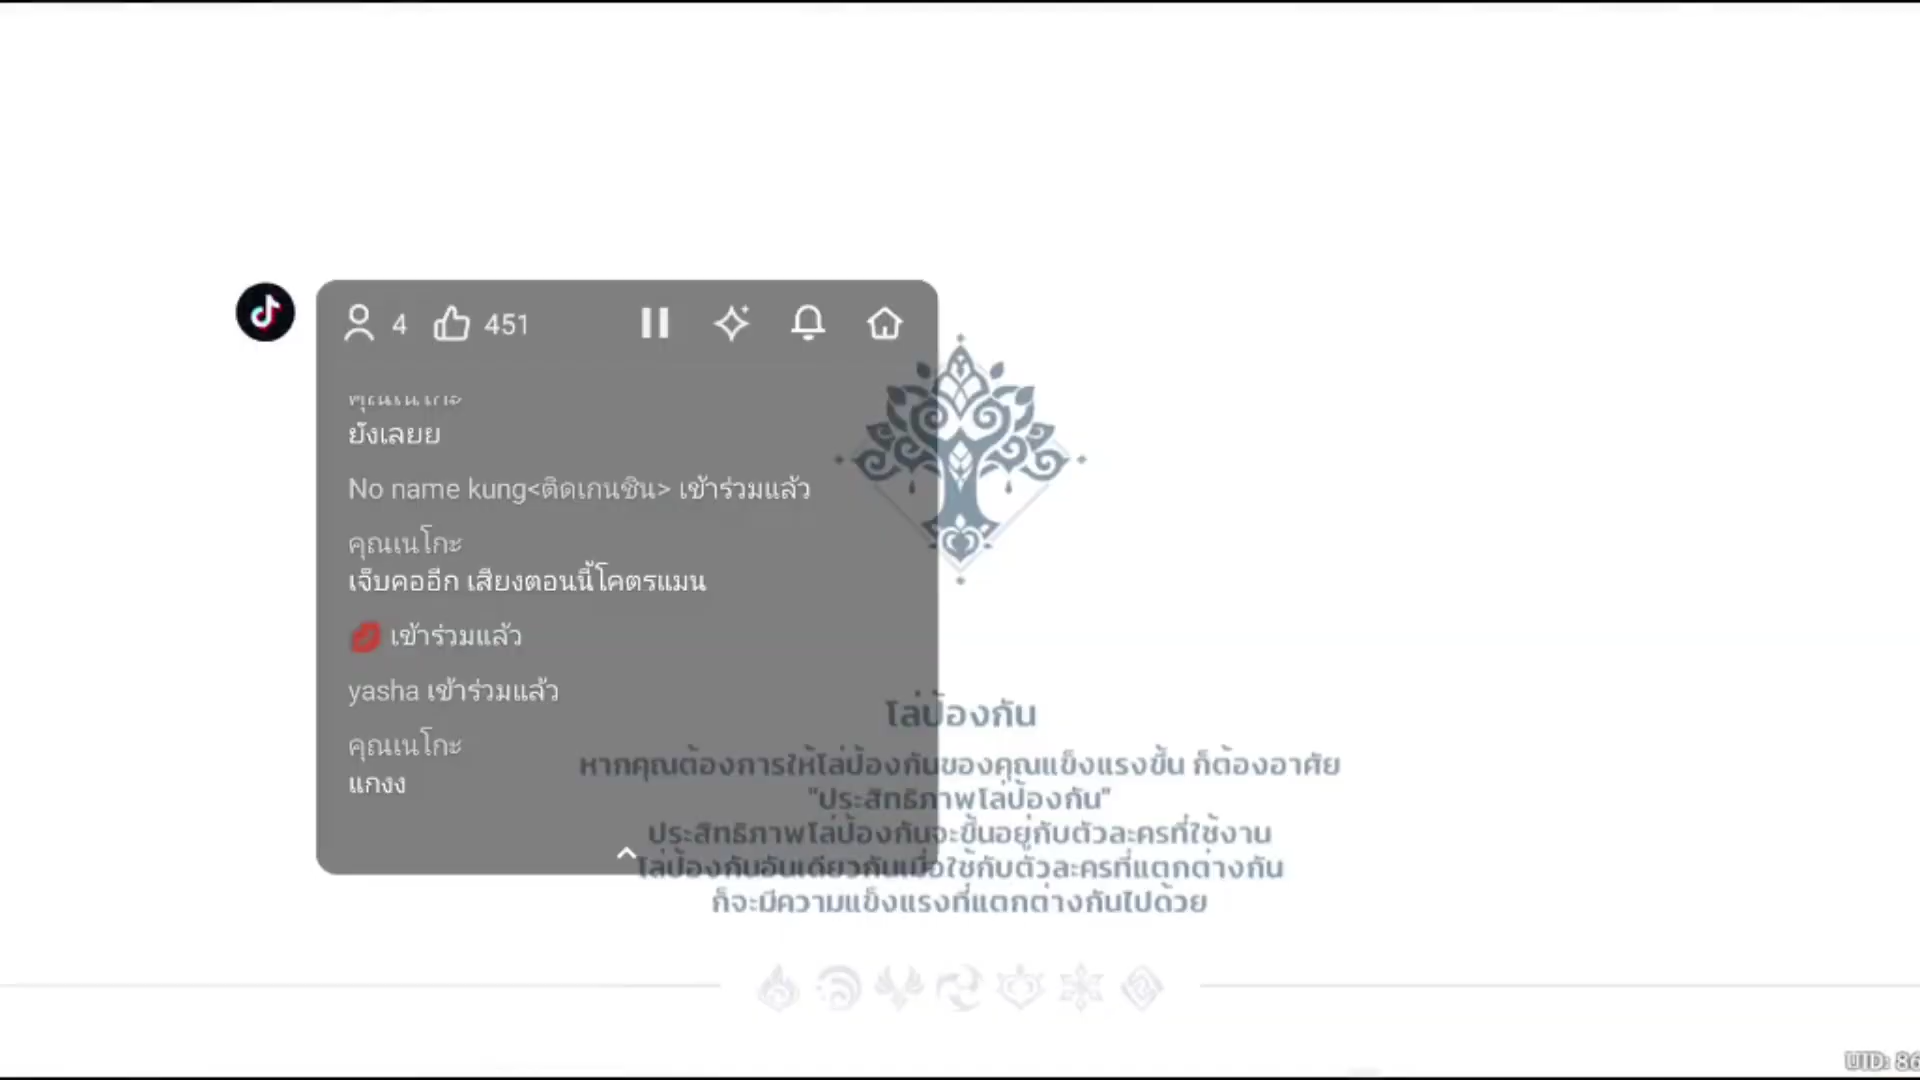 4 451
คุณเนโกะ
ยังเลยย
No name kung<ติดเกนชิน> เข้าร่วมแล้ว
คุณเนโกะ
เจ็บคออีก เสียงตอนนี้โคตรแมน
💋 เข้าร่วมแล้ว
yasha เข้าร่วมแล้ว
คุณเนโกะ
แกงง
โล่ป้องกัน
หากคุณต้องการให้โล่ป้องกันของคุณแข็งแรงขึ้น ก็ต้องอาศัย
"ประสิทธิภาพโล่ป้องกัน"
ประสิทธิภาพโล่ป้องกันจะขึ้นอยู่กับตัวละครที่ใช้งาน
โล่ป้องกันอันเดียวกันเมื่อใช้กับตัวละครที่แตกต่างกัน
ก็จะมีความแข็งแรงที่แตกต่างกันไปด้วย
UID: 86